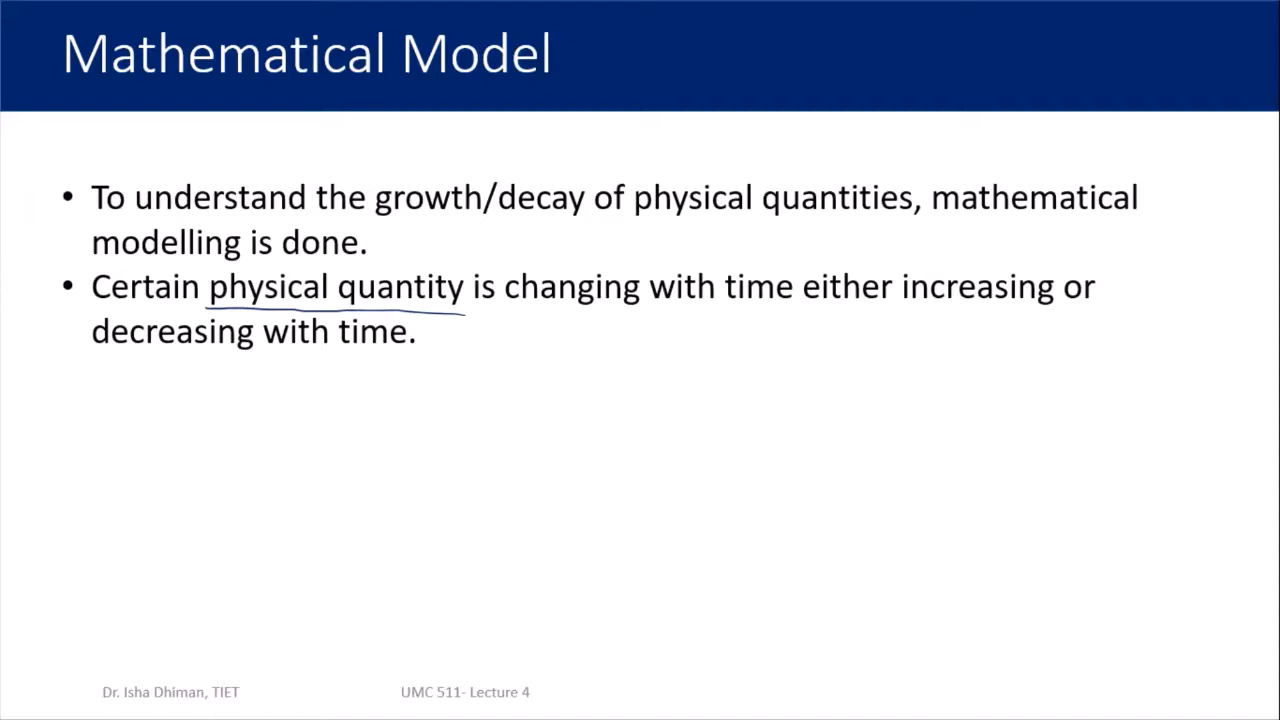 Mathematical Model
• To understand the growth/decay of physical quantities, mathematical
modelling is done.
• Certain physical quantity is changing with time either increasing or
decreasing with time.
Dr. Isha Dhiman, TIET
UMC 511- Lecture 4